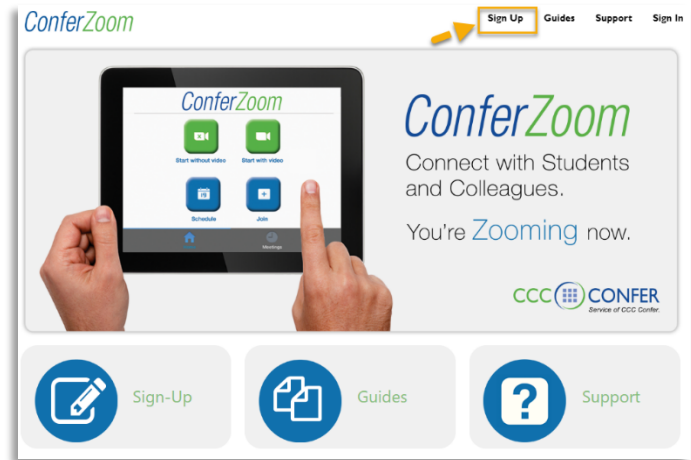 ConferZoom
Sign Up Guides Support Sign In
ConferZoom
Start without video Start with video
Schedule Join
Meetings
ConferZoom
Connect with Students
and Colleagues.
You're Zooming now.
CCC CONFER
Service of CCC Confer.
Sign-Up Guides Support